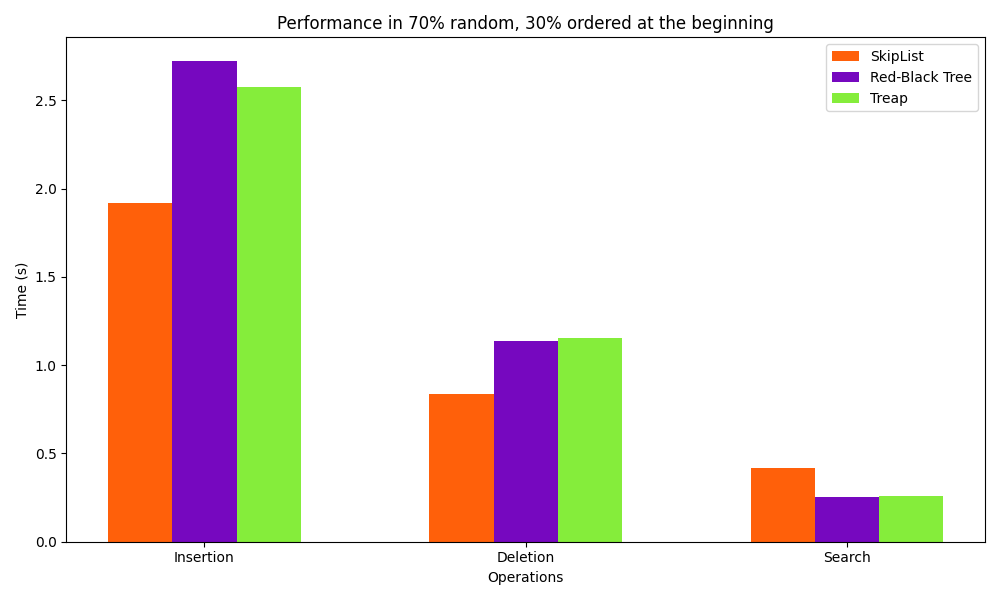 Performance in 70% random, 30% ordered at the beginning
SkipList
Red-Black Tree
Treap
Time (s)
2.5
2.0
1.5
1.0
0.5
0.0
Insertion
Deletion
Search
Operations